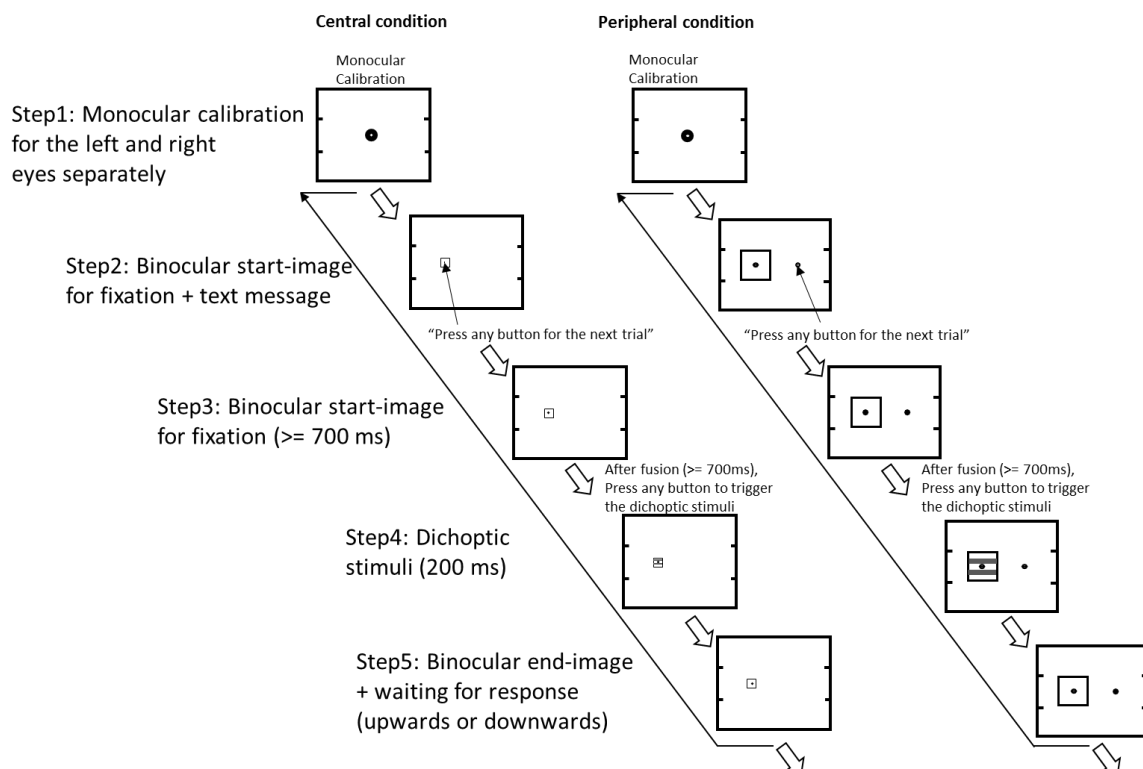 Central condition
Peripheral condition
Monocular
Calibration
Monocular
Calibration
Step1: Monocular calibration
for the left and right
eyes separately
Step2: Binocular start-image
for fixation + text message
“Press any button for the next trial”
“Press any button for the next trial”
Step3: Binocular start-image
for fixation (>= 700 ms)
After fusion (>= 700ms),
Press any button to trigger
the dichoptic stimuli
After fusion (>= 700ms),
Press any button to trigger
the dichoptic stimuli
Step4: Dichoptic
stimuli (200 ms)
Step5: Binocular end-image
+ waiting for response
(upwards or downwards)